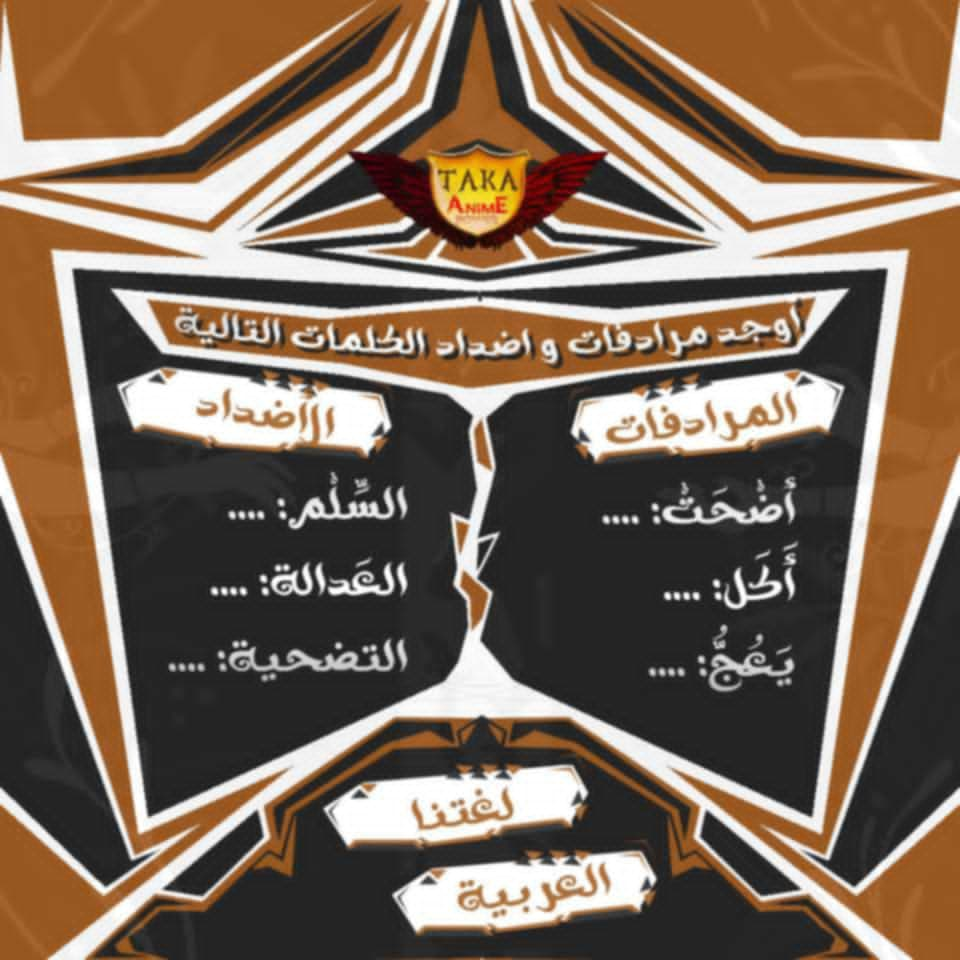 TAKA
ANIME
أوجد مرادفات و اضداد الكلمات التالية
المرادفات
أَضْحَتْ: ....
أَكَل: ....
يَعُجُّ: ....
الأضداد
السِّلْم: ....
العَدالة: ....
التضحية: ....
لغتنا
العربية